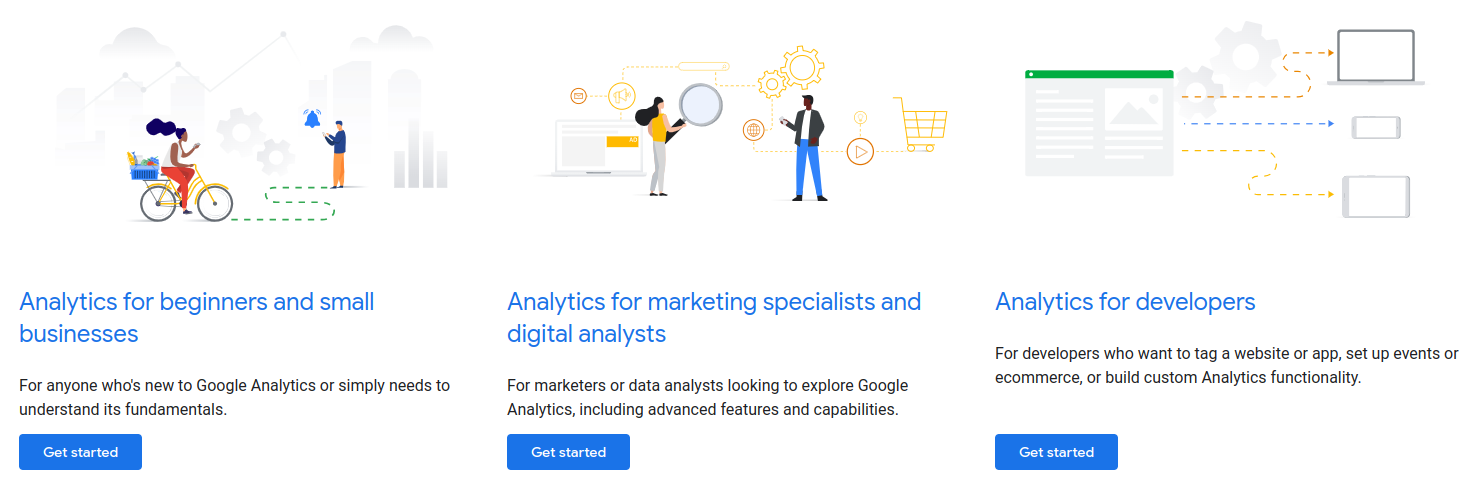 AD
Analytics for beginners and small
businesses
For anyone who's new to Google Analytics or simply needs to
understand its fundamentals.
Get started
Analytics for marketing specialists and
digital analysts
For marketers or data analysts looking to explore Google
Analytics, including advanced features and capabilities.
Get started
Analytics for developers
For developers who want to tag a website or app, set up events or
ecommerce, or build custom Analytics functionality.
Get started